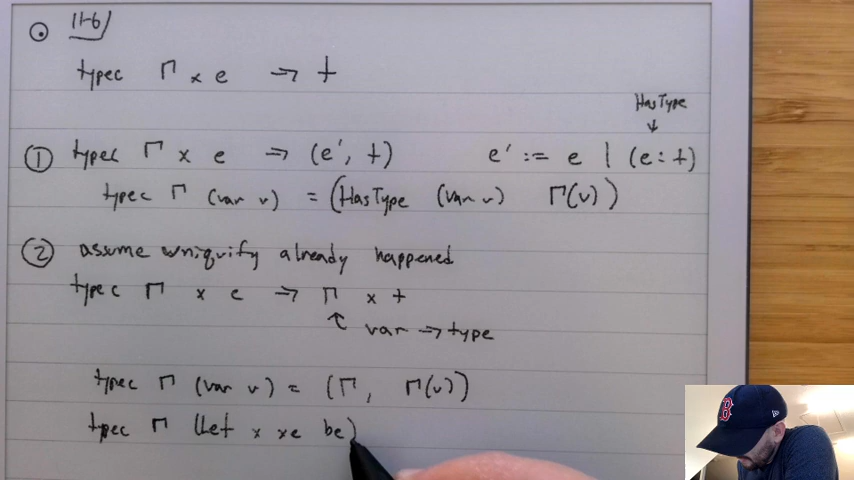 ⊙ 11-6/
typec Γ x e → t
HasType
↓
① typec Γ x e → (e', t) e' := e | (e : t)
typec Γ (var v) = (HasType (var v) Γ(v))
② assume uniquify already happened
typec Γ x e → Γ x t
↑ var → type
typec Γ (var v) = (Γ, Γ(v))
typec Γ (Let x xe be)
B